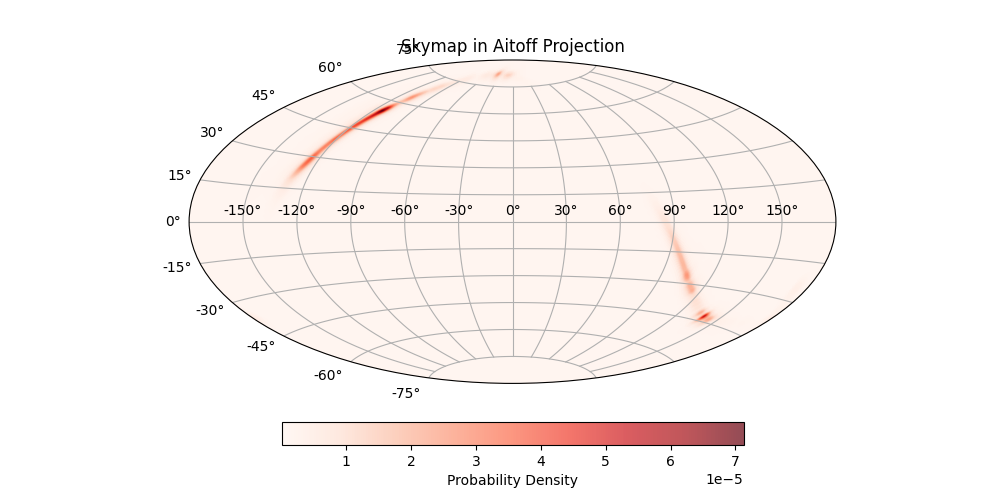 Skymap in Aitoff Projection
75°
60°
45°
30°
15°
0°
-15°
-30°
-45°
-60°
-75°
-150° -120° -90° -60° -30° 0° 30° 60° 90° 120° 150°
1 2 3 4 5 6 7
1e−5
Probability Density